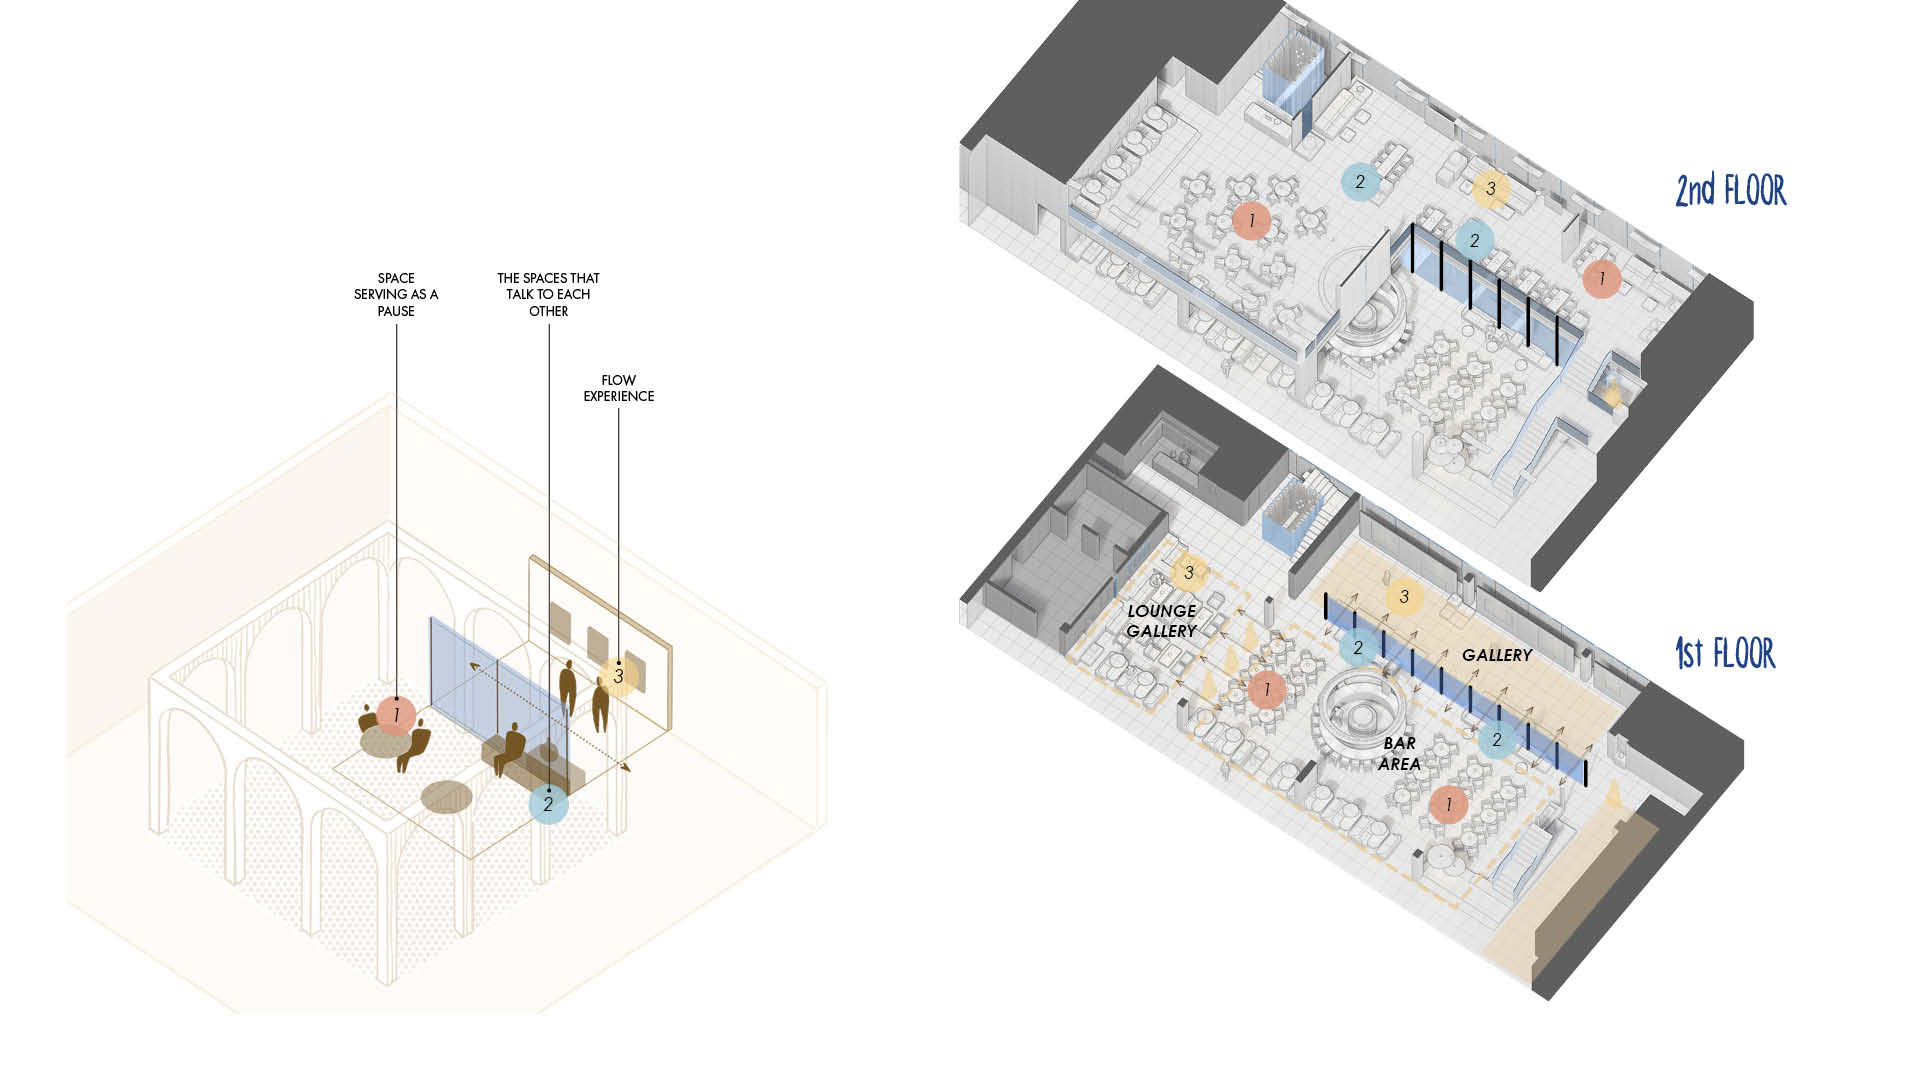 SPACE
SERVING AS A
PAUSE
THE SPACES THAT
TALK TO EACH
OTHER
FLOW
EXPERIENCE
1
2
3
2nd FLOOR
1
2
3
2
1
1st FLOOR
3
LOUNGE
GALLERY
3
2
GALLERY
1
BAR
AREA
2
1